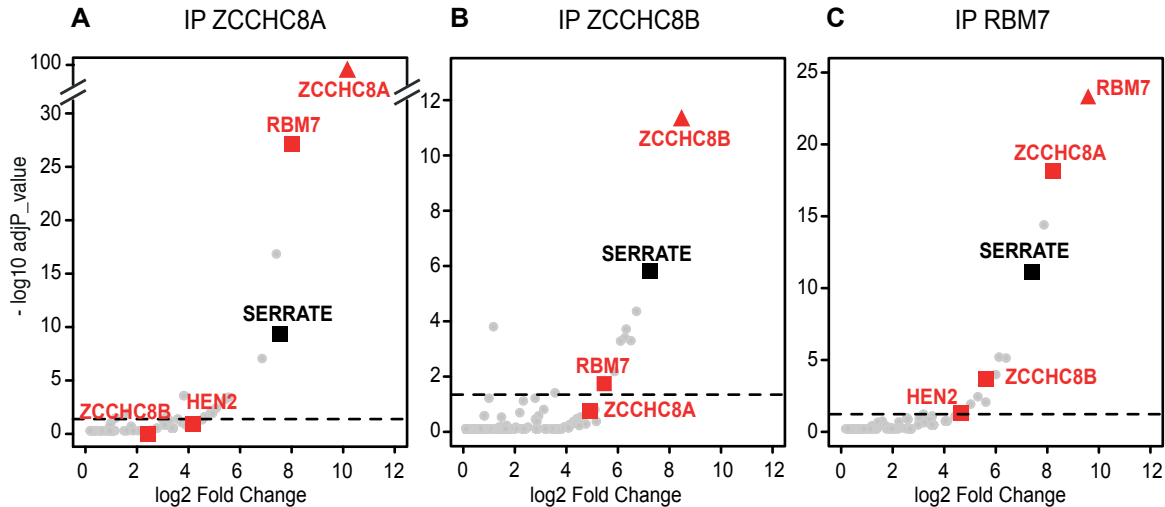 A IP ZCCHC8A
- log10 adjP_value
100
30
25
20
15
10
5
0
ZCCHC8A
RBM7
SERRATE
ZCCHC8B HEN2
0 2 4 6 8 10 12
log2 Fold Change
B IP ZCCHC8B
12
10
8
6
4
2
0
ZCCHC8B
SERRATE
RBM7
ZCCHC8A
0 2 4 6 8 10 12
log2 Fold Change
C IP RBM7
25
20
15
10
5
0
RBM7
ZCCHC8A
SERRATE
ZCCHC8B
HEN2
0 2 4 6 8 10 12
log2 Fold Change